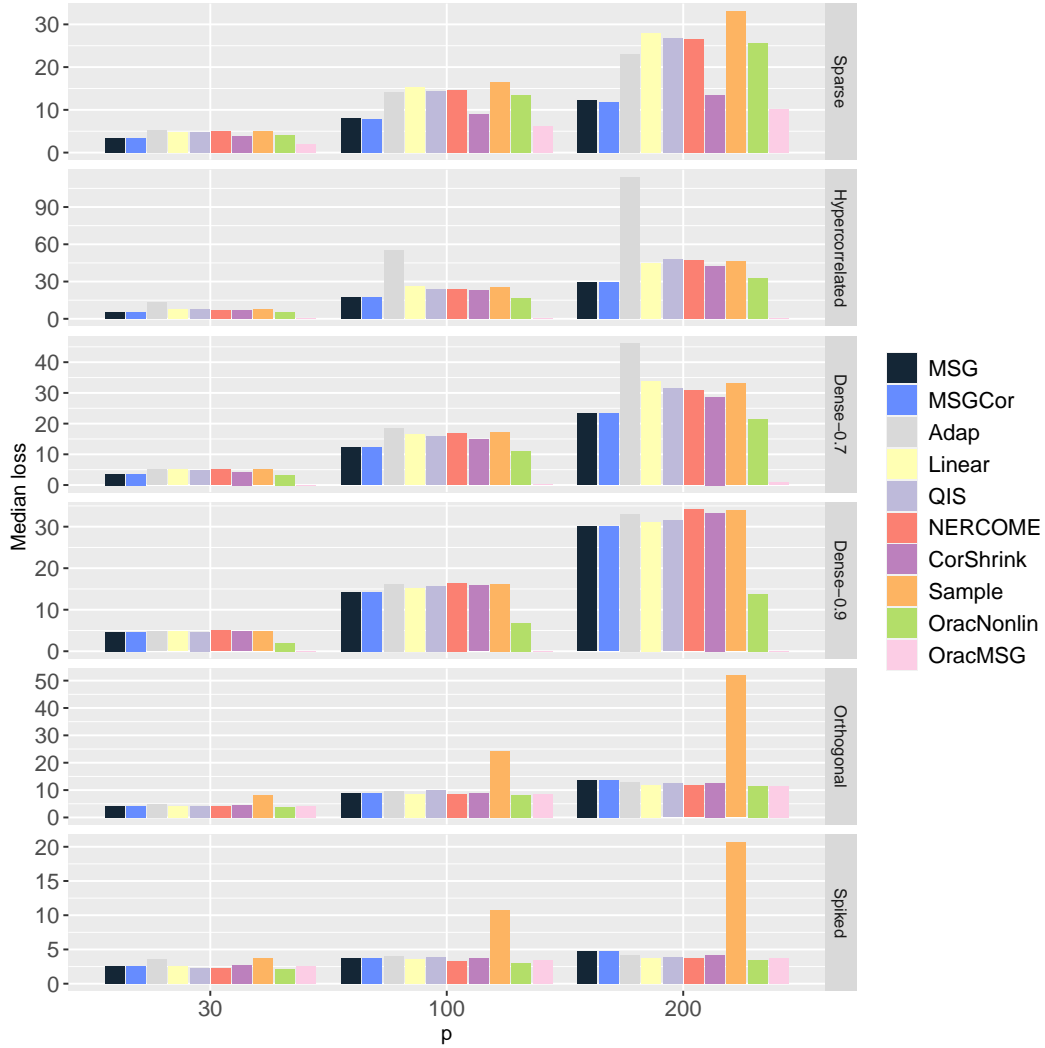 30
20
10
0
Sparse
90
60
30
0
Hypercorrelated
40
30
20
10
0
Dense−0.7
30
20
10
0
Dense−0.9
50
40
30
20
10
0
Orthogonal
20
15
10
5
0
Spiked
Median loss
30
100
200
p
MSG
MSGCor
Adap
Linear
QIS
NERCOME
CorShrink
Sample
OracNonlin
OracMSG